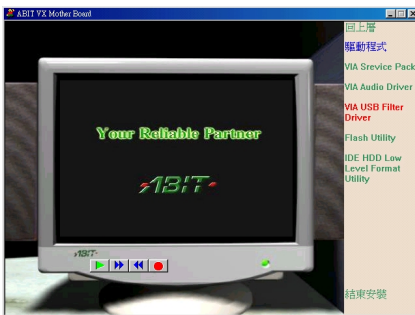 ABIT VX Mother Board
回上層
驅動程式
VIA Srevice Pack
VIA Audio Driver
VIA USB Filter
Driver
Flash Utility
IDE HDD Low
Level Format
Utility
結束安裝
Your Reliable Partner
ABIT
ABIT